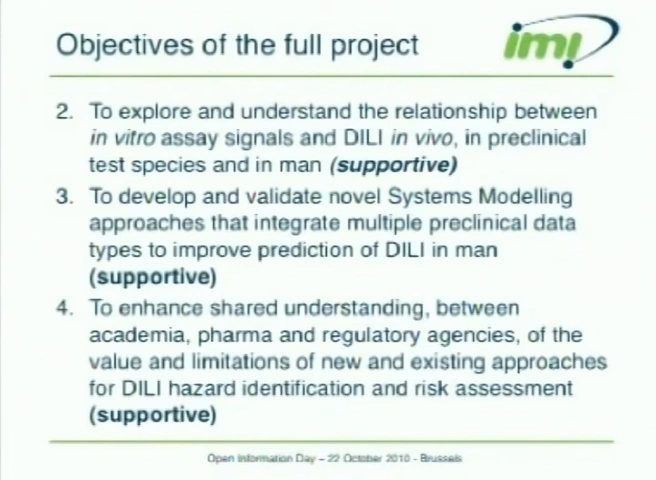 Objectives of the full project
imi
2. To explore and understand the relationship between
in vitro assay signals and DILI in vivo, in preclinical
test species and in man (supportive)
3. To develop and validate novel Systems Modelling
approaches that integrate multiple preclinical data
types to improve prediction of DILI in man
(supportive)
4. To enhance shared understanding, between
academia, pharma and regulatory agencies, of the
value and limitations of new and existing approaches
for DILI hazard identification and risk assessment
(supportive)
Open Information Day – 22 October 2010 - Brussels